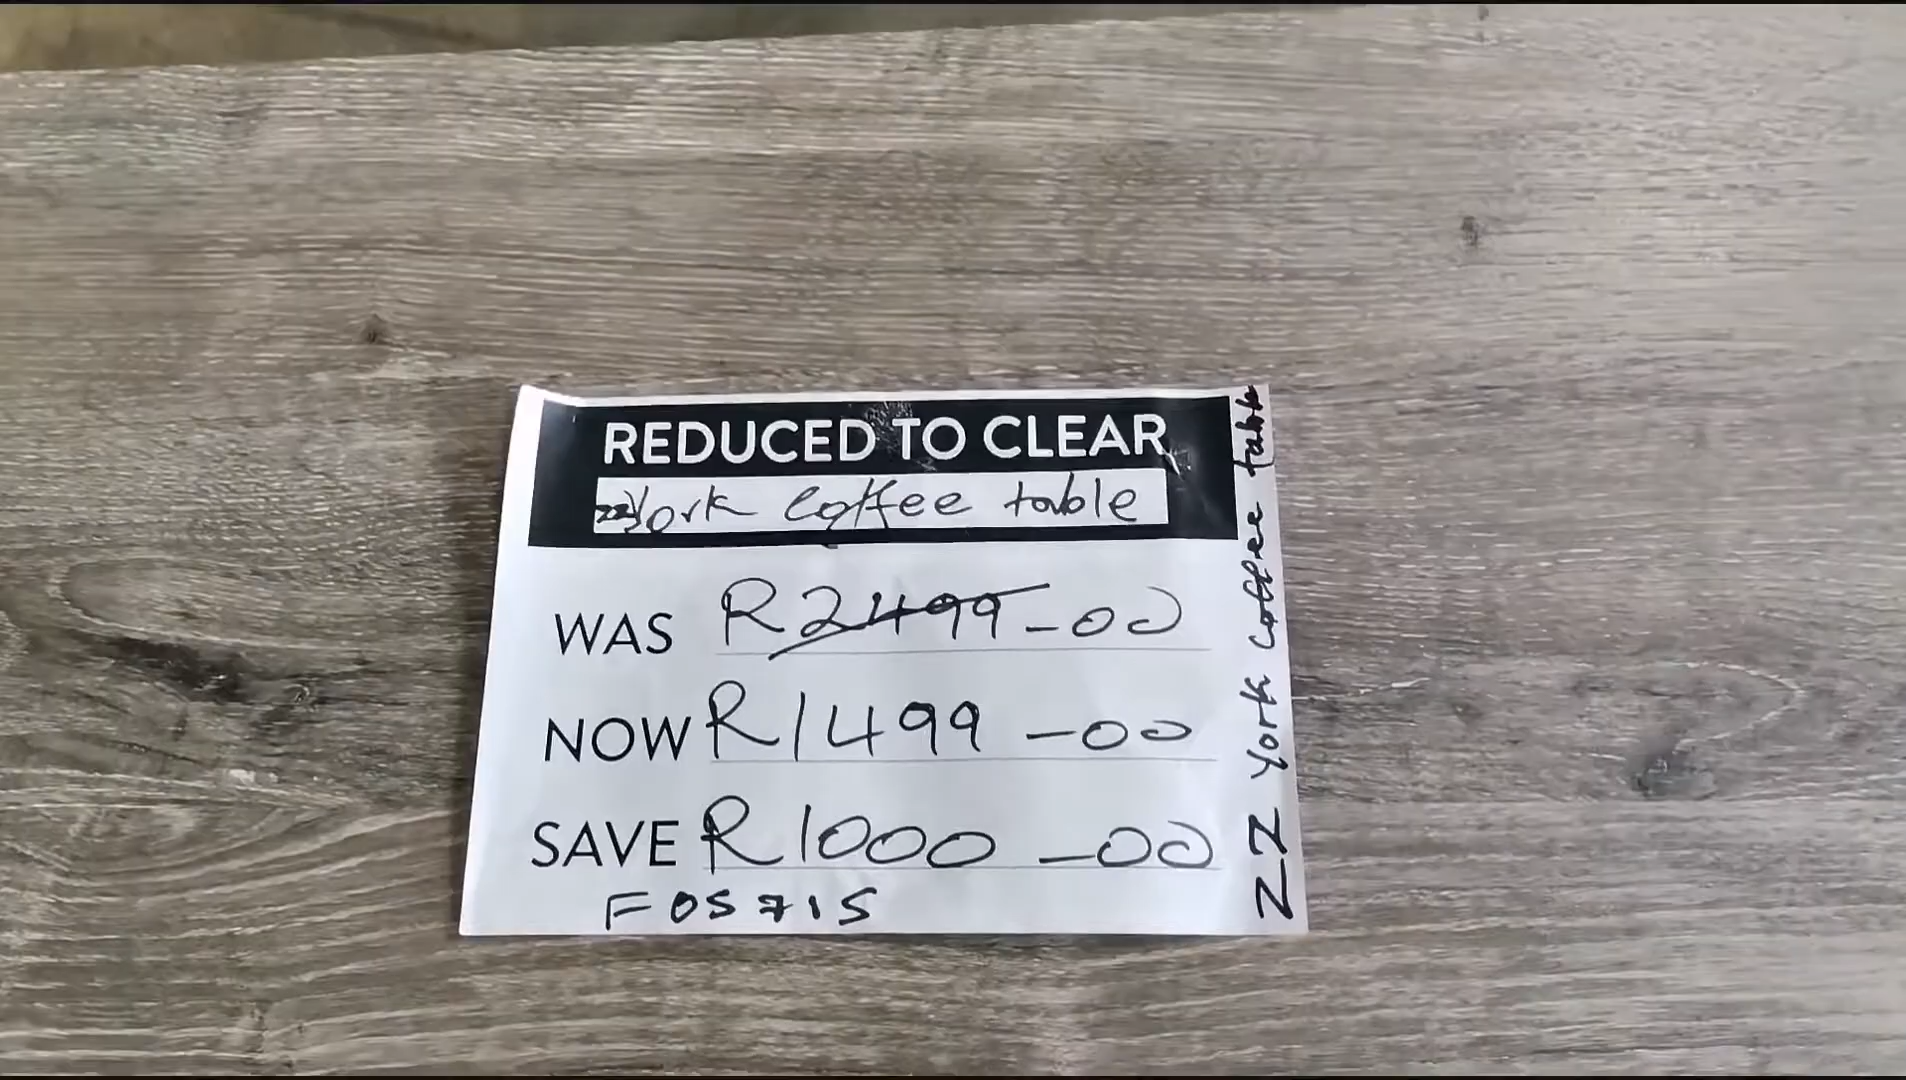 REDUCED TO CLEAR
ZZ York Coffee table
WAS R2499-00
NOW R1499-00
SAVE R1000-00
F05715
ZZ York Coffee table